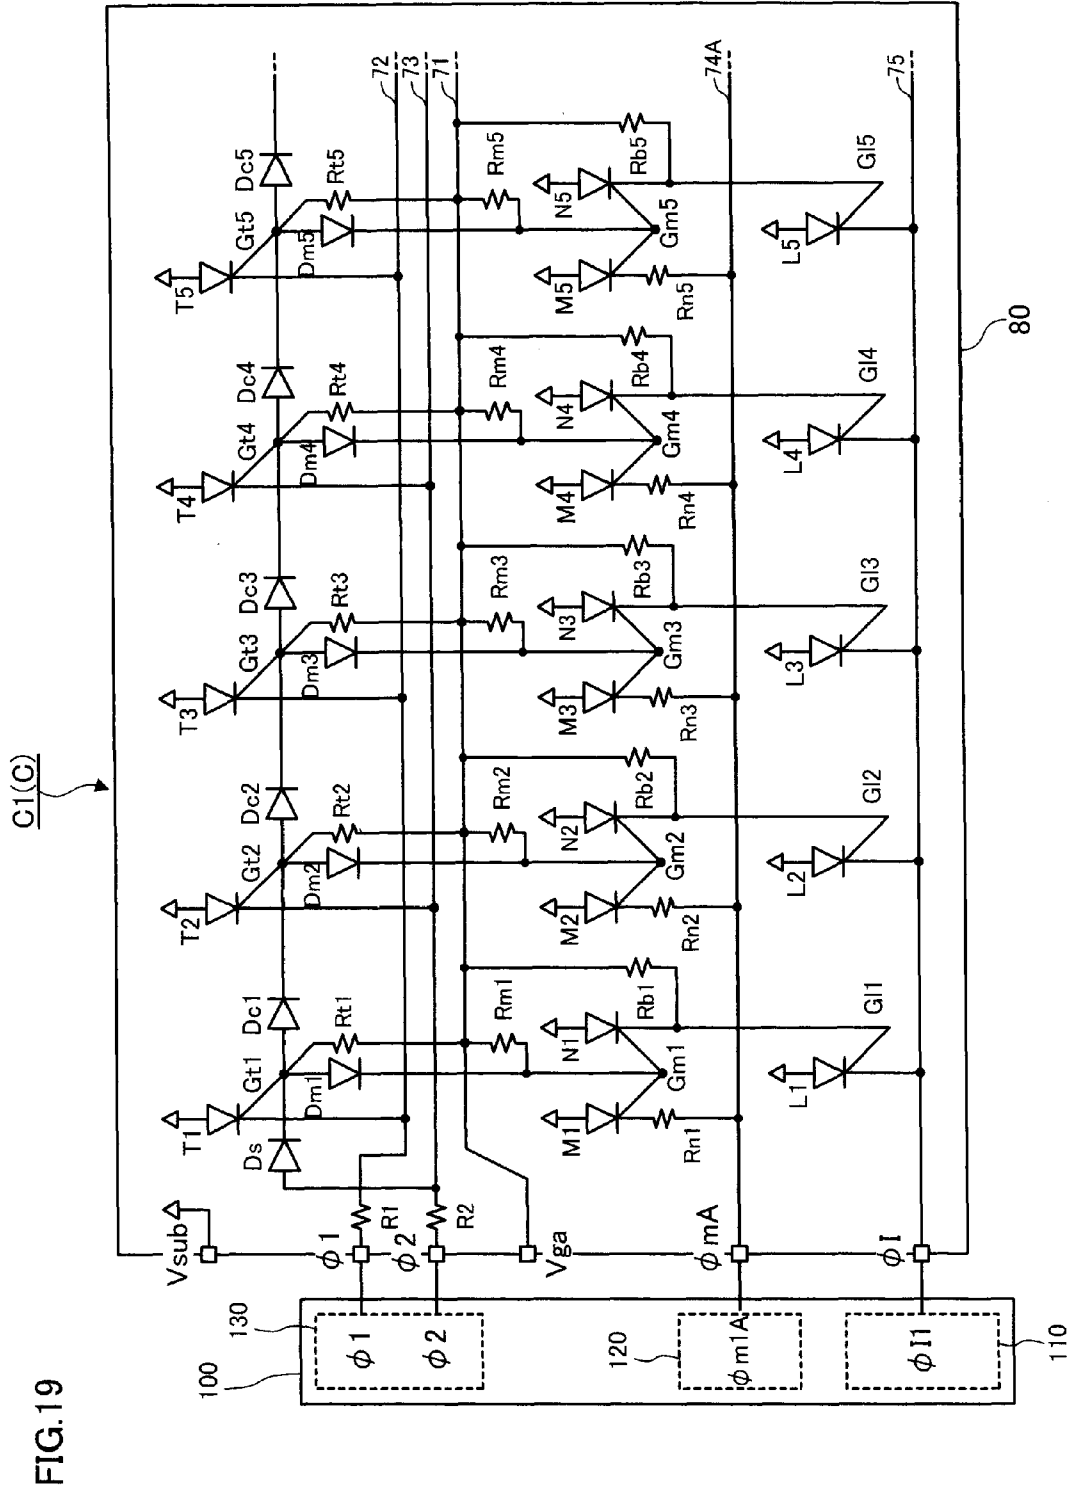 FIG.19
C1(C)
100
130
φ1
φ2
120
φm1A
110
φI1
Vsub
φ1
φ2
Vga
φmA
φI
R1
R2
Ds
T1
Gt1
Dc1
Dm1
Rt1
Rm1
M1
N1
Gm1
Rn1
Rb1
L1
Gl1
T2
Gt2
Dc2
Dm2
Rt2
Rm2
M2
N2
Gm2
Rn2
Rb2
L2
Gl2
T3
Gt3
Dc3
Dm3
Rt3
Rm3
M3
N3
Gm3
Rn3
Rb3
L3
Gl3
T4
Gt4
Dc4
Dm4
Rt4
Rm4
M4
N4
Gm4
Rn4
Rb4
L4
Gl4
T5
Gt5
Dc5
Dm5
Rt5
Rm5
M5
N5
Gm5
Rn5
Rb5
L5
Gl5
72
73
71
74A
75
80